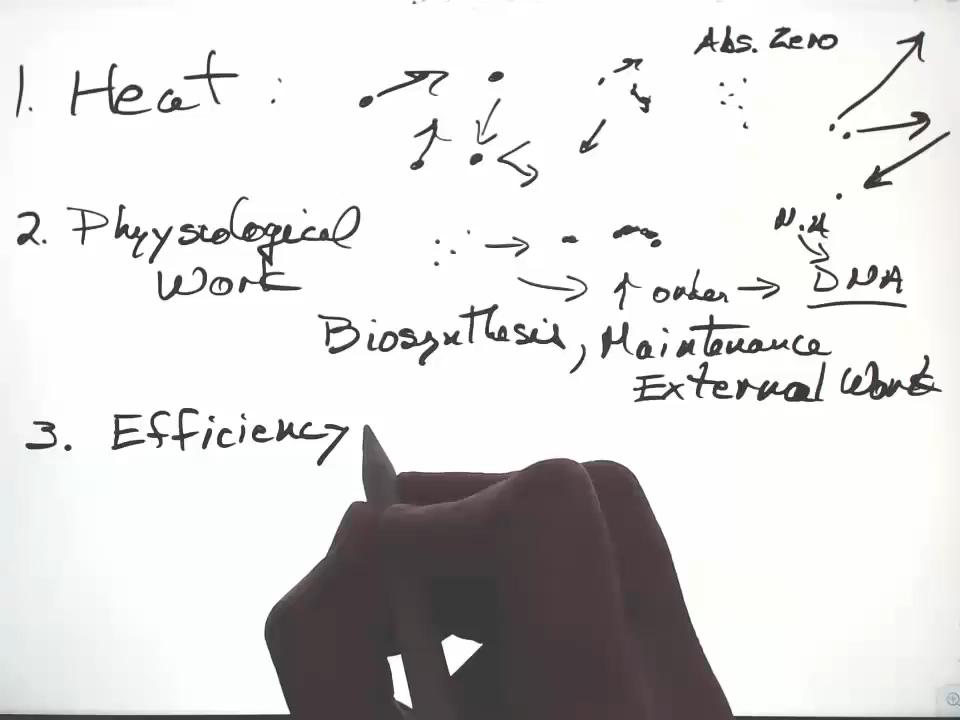 1. Heat :
Abs. Zero
2. Physiological
Work
↑ order → DNA
Biosynthesis, Maintenance
External Work
3. Efficiency